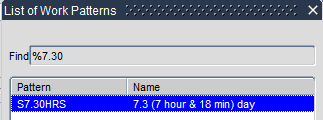 List of Work Patterns
Find %7.30
Pattern Name
S7.30HRS 7.3 (7 hour & 18 min) day